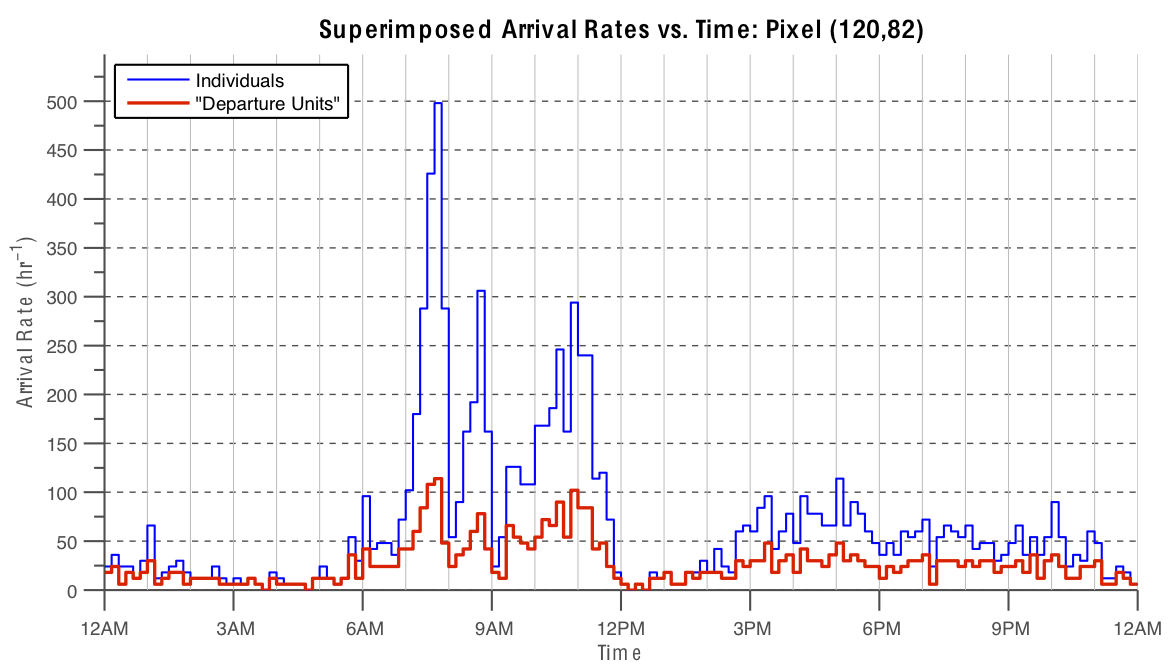 Superimposed Arrival Rates vs. Time: Pixel (120,82)
Individuals
"Departure Units"
500
450
400
350
300
250
200
150
100
50
0
Arrival Rate (hr⁻¹)
12AM 3AM 6AM 9AM 12PM 3PM 6PM 9PM 12AM
Time